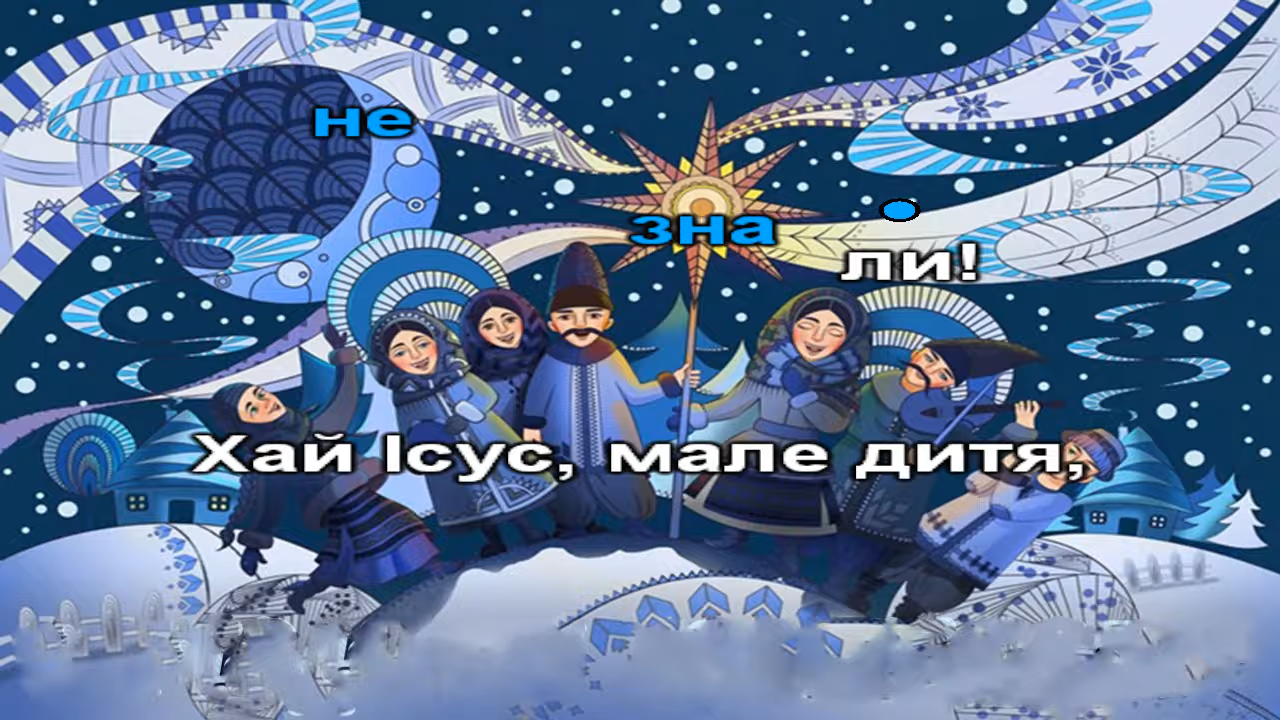 не зна ли!
Хай Ісус, мале дитя,